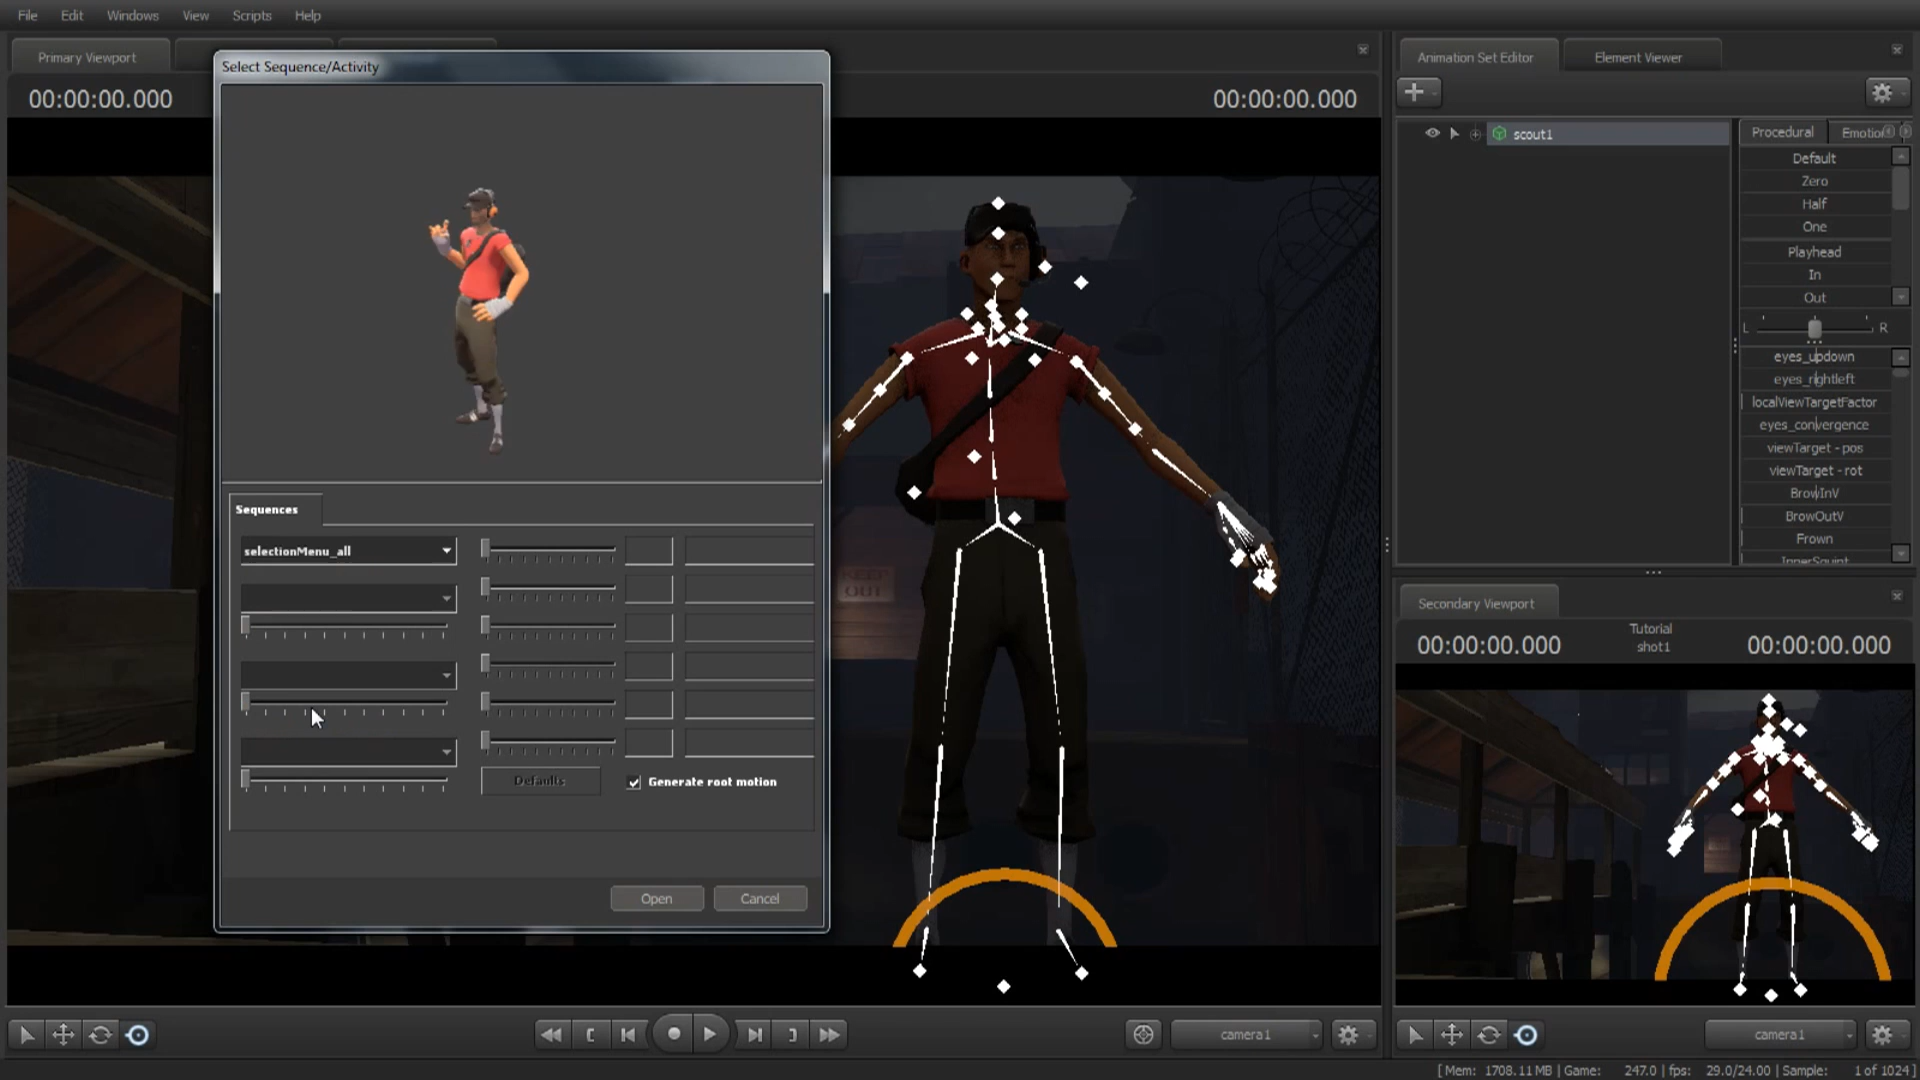 File Edit Windows View Scripts Help
Primary Viewport
00:00:00.000
00:00:00.000
Select Sequence/Activity
Sequences
selectionMenu_all
Defaults
Generate root motion
Open
Cancel
KEEP
OUT
camera1
Animation Set Editor
Element Viewer
scout1
Procedural
Default
Zero
Half
One
Playhead
In
Out
L
R
eyes_updown
eyes_rightleft
localViewTargetFactor
eyes_convergence
viewTarget - pos
viewTarget - rot
BrowInV
BrowOutV
Frown
Secondary Viewport
00:00:00.000
Tutorial
shot1
00:00:00.000
camera1
[ Mem: 1708.11 MB | Game: 247.0 | fps: 29.0/24.00 | Sample: 1 of 1024 ]